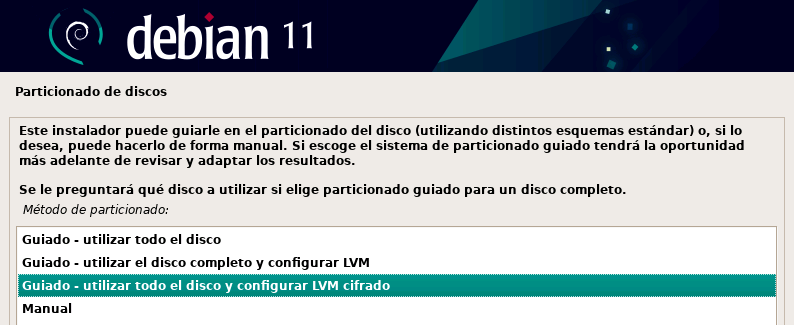 debian 11
Particionado de discos
Este instalador puede guiarle en el particionado del disco (utilizando distintos esquemas estándar) o, si lo
desea, puede hacerlo de forma manual. Si escoge el sistema de particionado guiado tendrá la oportunidad
más adelante de revisar y adaptar los resultados.
Se le preguntará qué disco a utilizar si elige particionado guiado para un disco completo.
Método de particionado:
Guiado - utilizar todo el disco
Guiado - utilizar el disco completo y configurar LVM
Guiado - utilizar todo el disco y configurar LVM cifrado
Manual